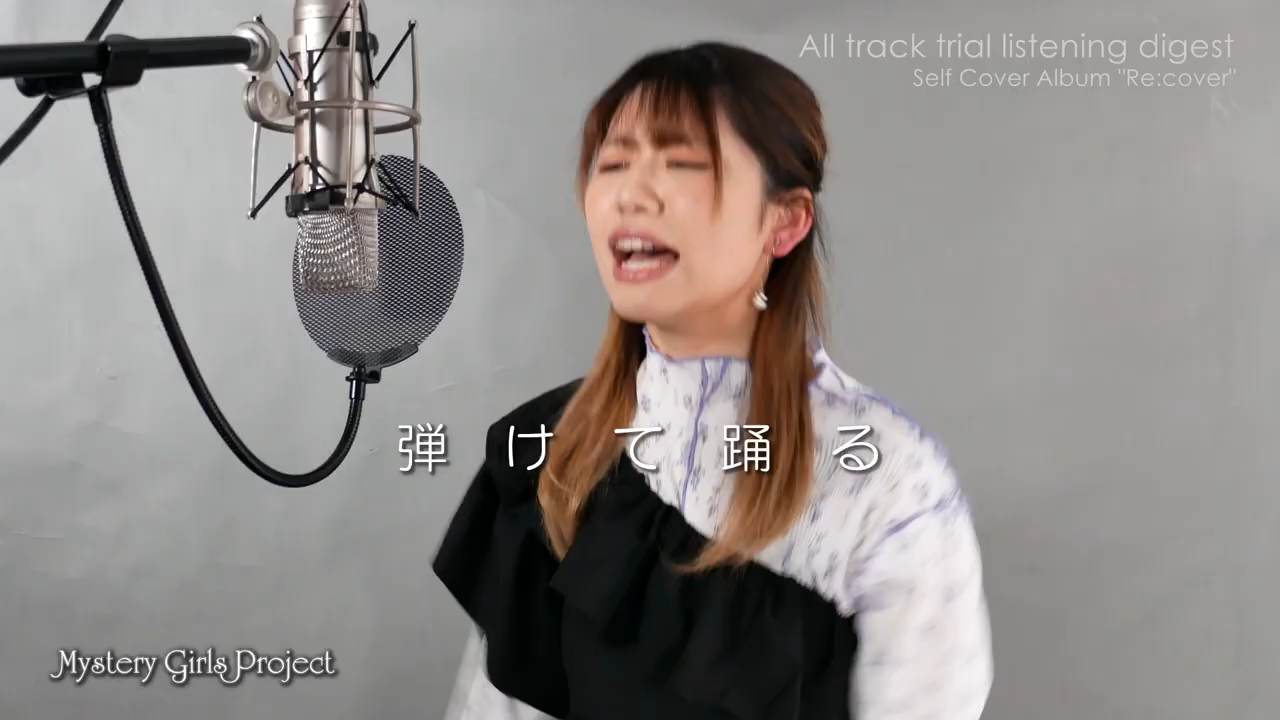 All track trial listening digest
Self Cover Album "Re:cover"
弾けて踊る
Mystery Girls Project